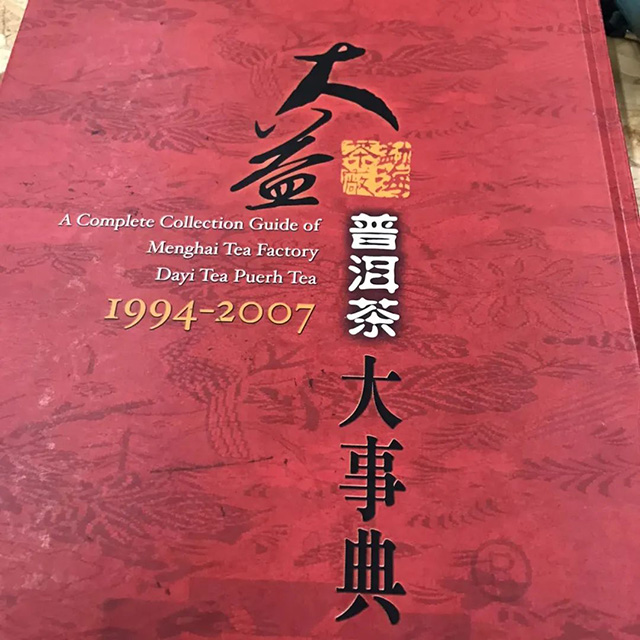 大益
勐海茶廠
A Complete Collection Guide of
Menghai Tea Factory
Dayi Tea Puerh Tea
1994-2007
普洱茶
大事典
R